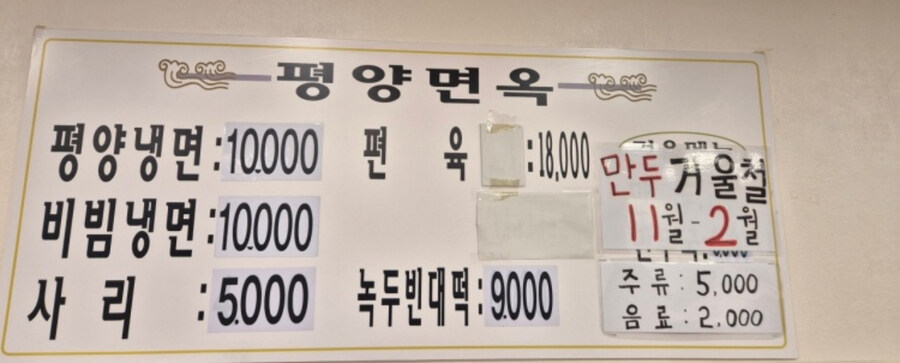 평양면옥
평양냉면:10.000
비빔냉면:10.000
사리:5.000
편육:18,000
녹두빈대떡:9.000
만두 겨울철
11월-2월
주류:5,000
음료:2,000